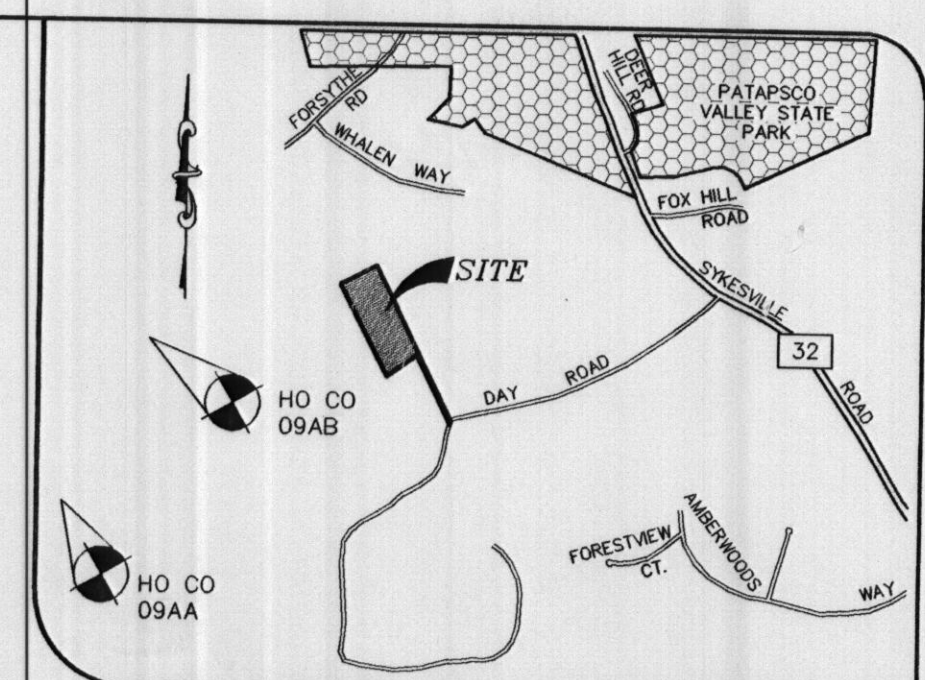 FORSYTHE
RD
WHALEN WAY
DEER
HILL RD
PATAPSCO
VALLEY STATE
PARK
FOX HILL
ROAD
SITE
SYKESVILLE
ROAD
32
DAY ROAD
HO CO
09AB
HO CO
09AA
FORESTVIEW
CT.
AMBERWOODS
WAY